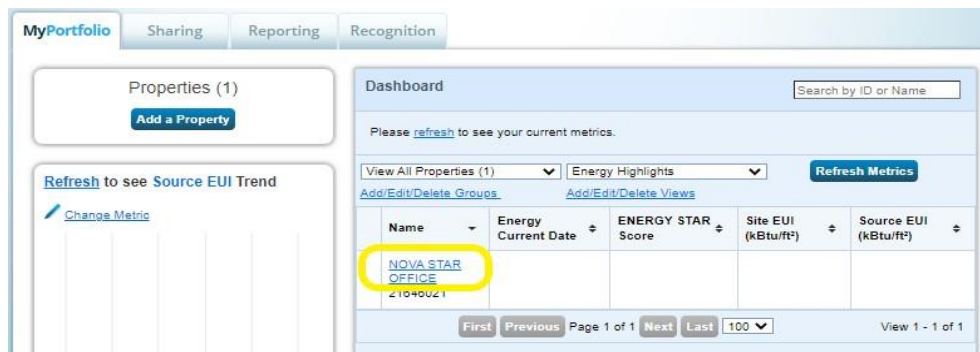 MyPortfolio
Sharing
Reporting
Recognition
Properties (1)
Add a Property
Refresh to see Source EUI Trend
Change Metric
Dashboard
Search by ID or Name
Please refresh to see your current metrics.
View All Properties (1)
Energy Highlights
Refresh Metrics
Add/Edit/Delete Groups
Add/Edit/Delete Views
Name
Energy
Current Date
ENERGY STAR
Score
Site EUI
(kBtu/ft²)
Source EUI
(kBtu/ft²)
NOVA STAR
OFFICE
21646021
First Previous Page 1 of 1 Next Last 100 View 1 - 1 of 1